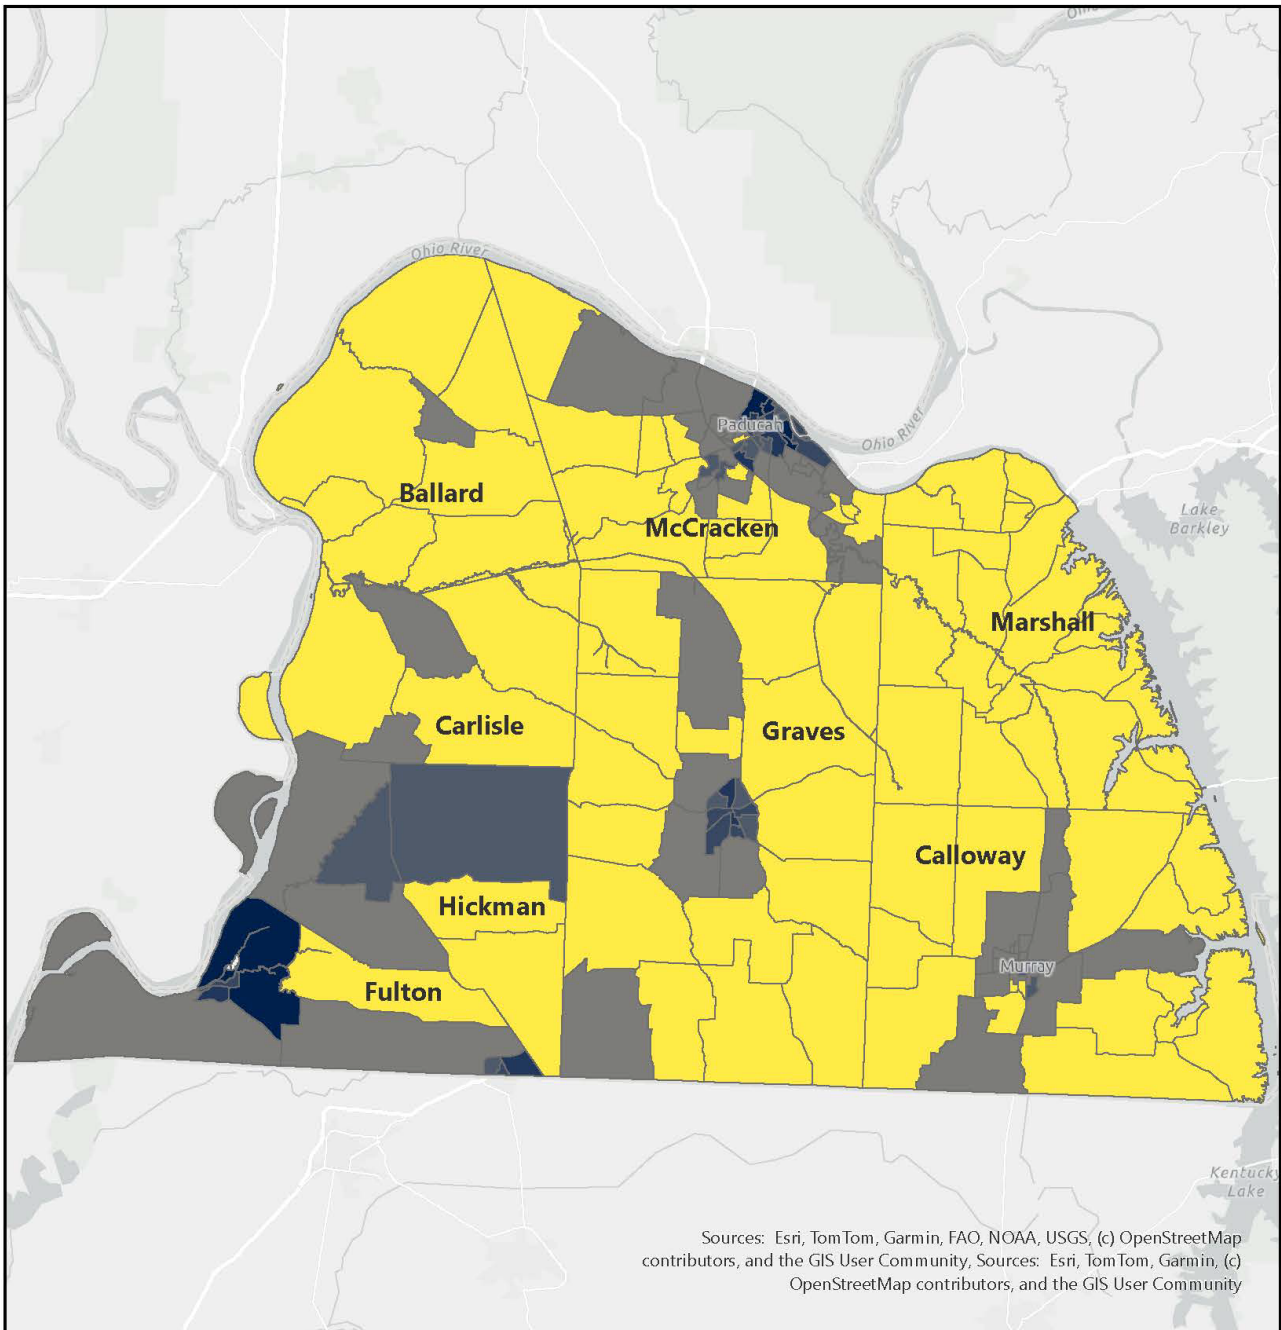 Ohio
Ohio River
Paducah
Ohio River
Ballard
McCracken
Lake
Barkley
Marshall
Carlisle
Graves
Calloway
Hickman
Murray
Fulton
Kentucky
Lake
Sources: Esri, TomTom, Garmin, FAO, NOAA, USGS, (c) OpenStreetMap
contributors, and the GIS User Community, Sources: Esri, TomTom, Garmin, (c)
OpenStreetMap contributors, and the GIS User Community